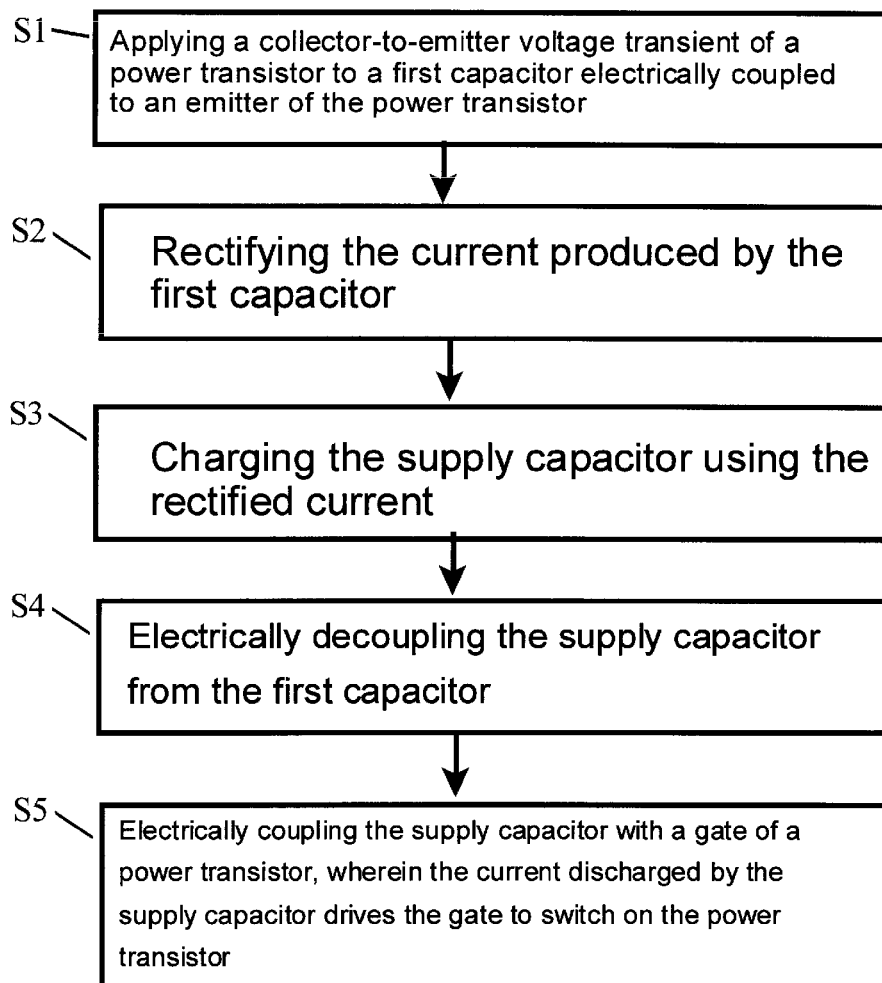 S1
Applying a collector-to-emitter voltage transient of a
power transistor to a first capacitor electrically coupled
to an emitter of the power transistor
S2
Rectifying the current produced by the
first capacitor
S3
Charging the supply capacitor using the
rectified current
S4
Electrically decoupling the supply capacitor
from the first capacitor
S5
Electrically coupling the supply capacitor with a gate of a
power transistor, wherein the current discharged by the
supply capacitor drives the gate to switch on the power
transistor